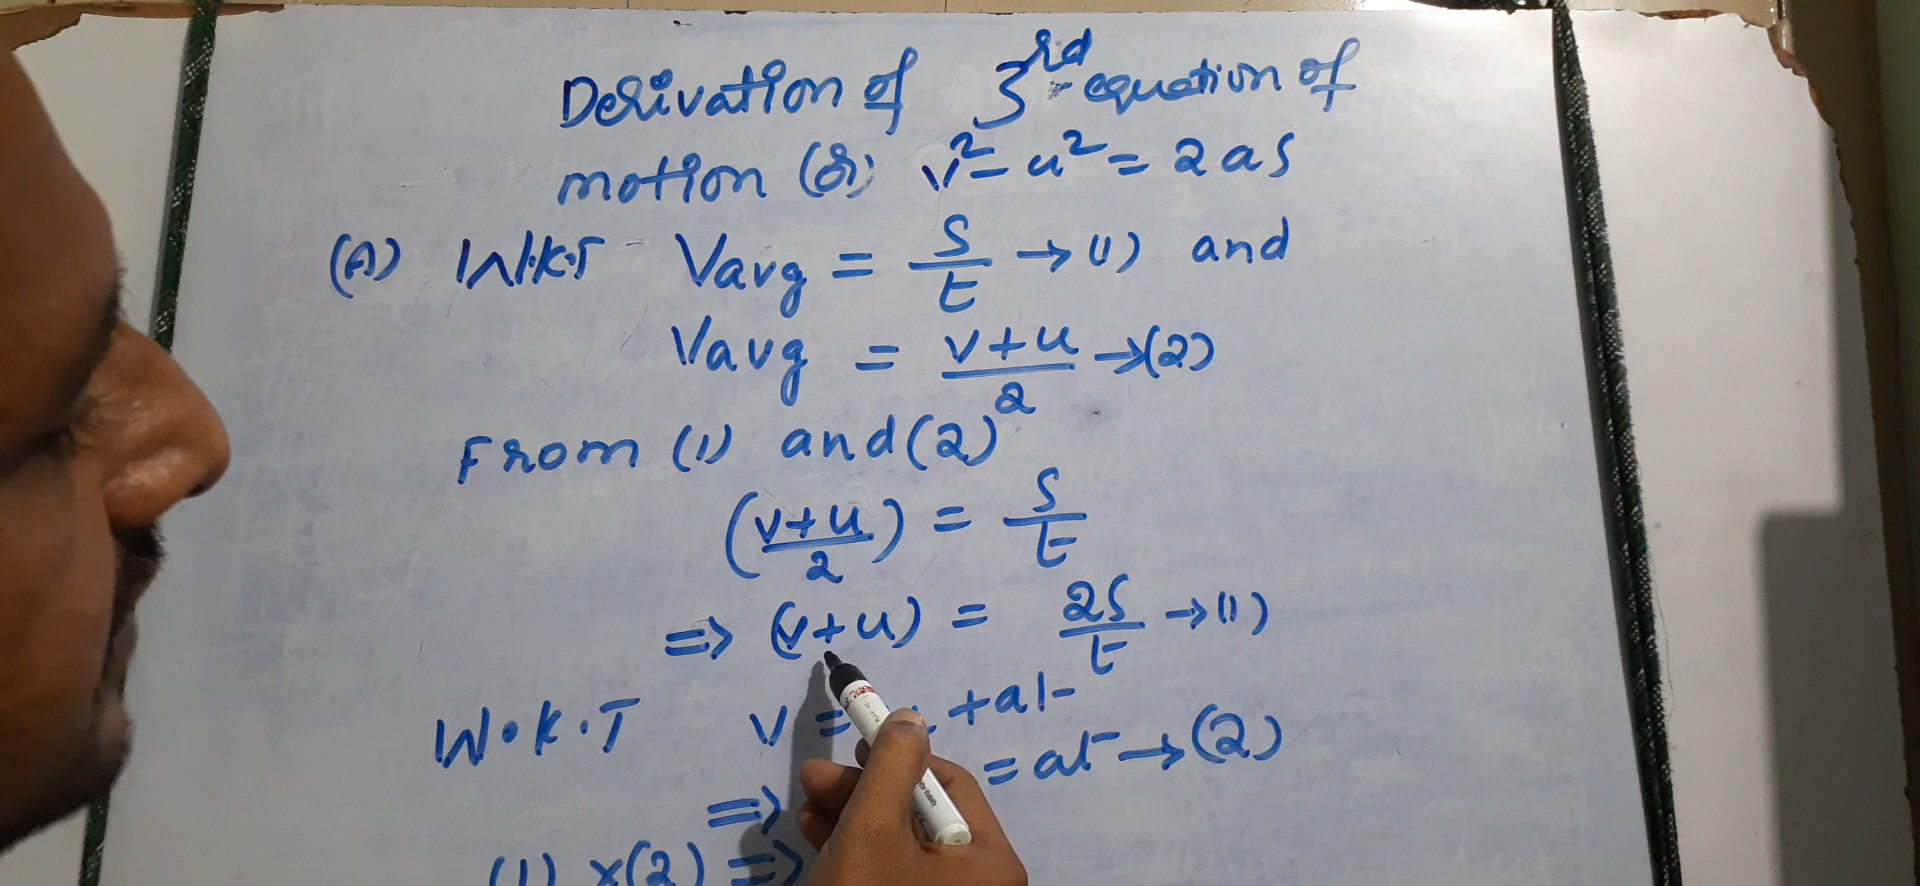 Derivation of 3rd equation of
motion (or) v²-u² = 2as
(A) W.K.T Vavg = S/t → (1) and
Vavg = v+u/2 → (2)
From (1) and (2)
(v+u/2) = S/t
⇒ (v+u) = 2S/t → (1)
W.K.T v = +at
⇒ = at → (2)
(1) x(2) ⇒